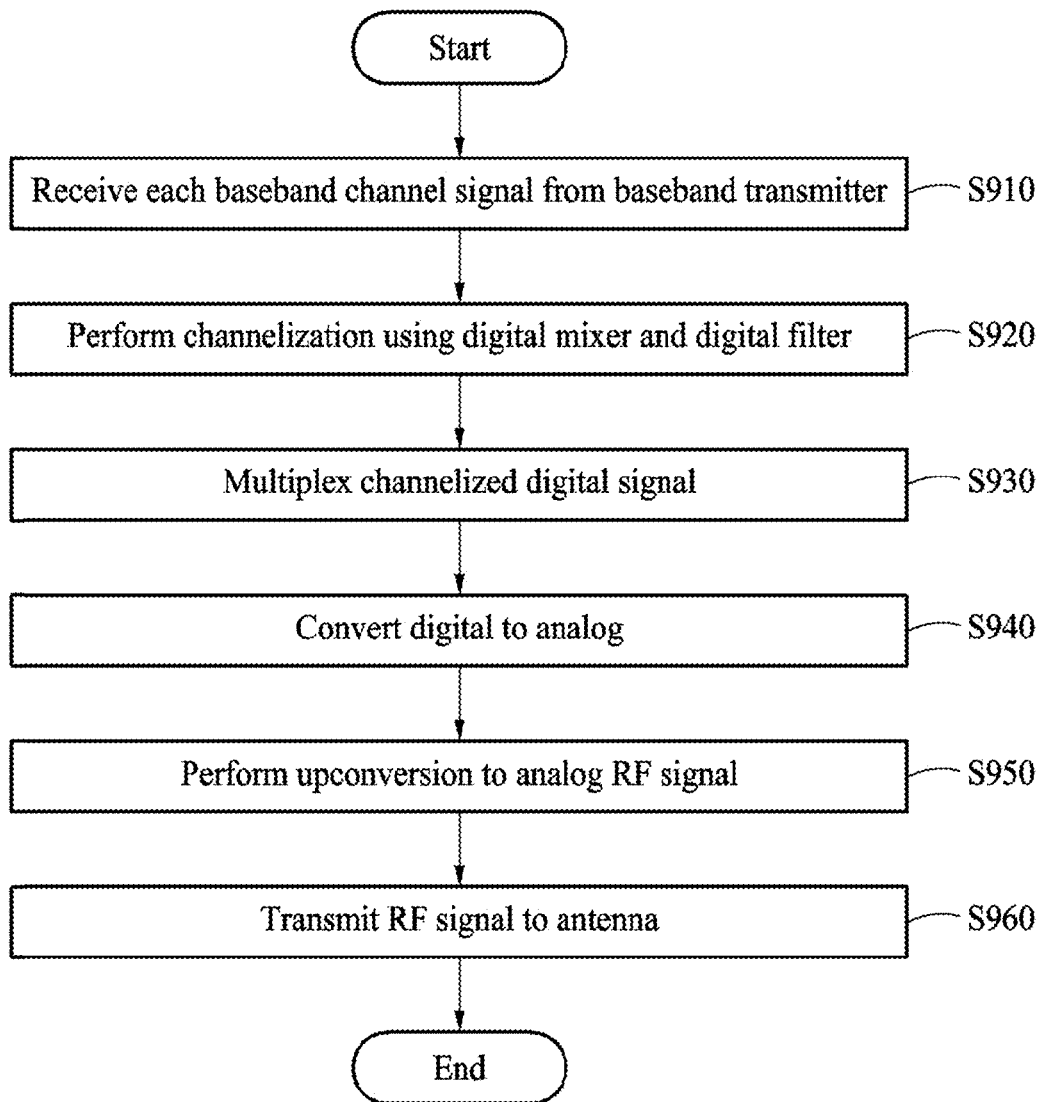 Start
Receive each baseband channel signal from baseband transmitter
S910
Perform channelization using digital mixer and digital filter
S920
Multiplex channelized digital signal
S930
Convert digital to analog
S940
Perform upconversion to analog RF signal
S950
Transmit RF signal to antenna
S960
End